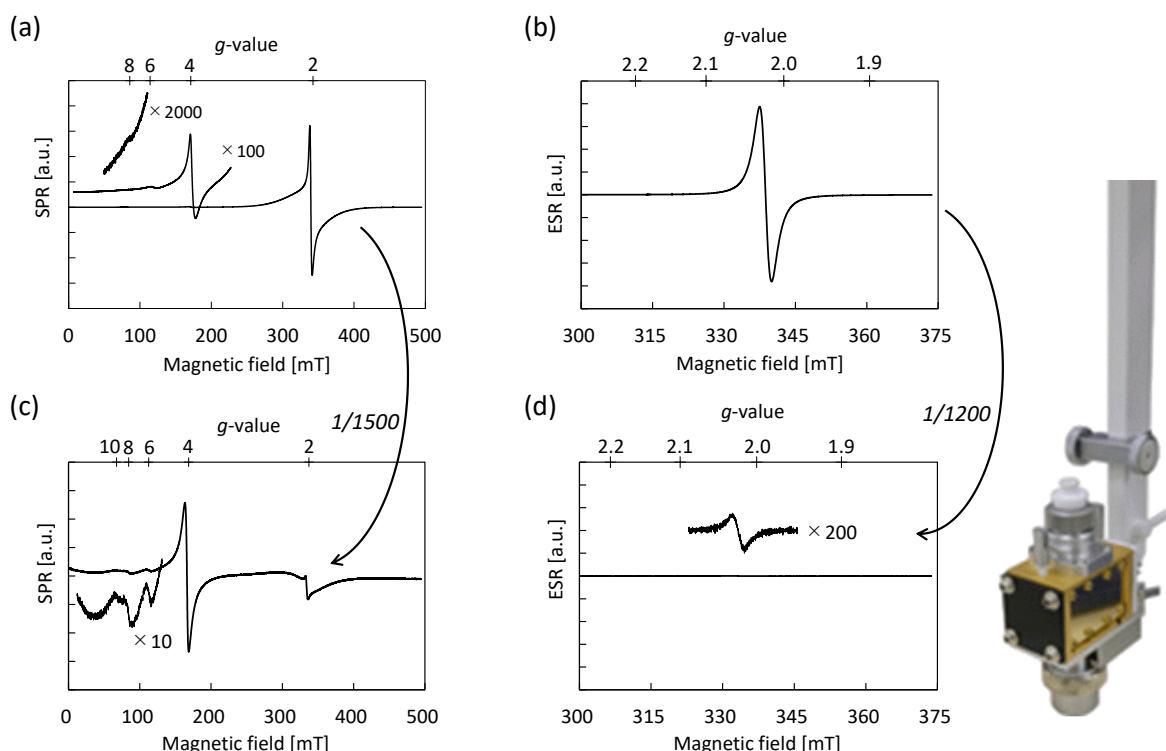 (a)
g-value
8 6 4 2
× 2000
× 100
SPR [a.u.]
0 100 200 300 400 500
Magnetic field [mT]
(b)
g-value
2.2 2.1 2.0 1.9
ESR [a.u.]
300 315 330 345 360 375
Magnetic field [mT]
1/1500
1/1200
(c)
g-value
10 8 6 4 2
SPR [a.u.]
× 10
0 100 200 300 400 500
Magnetic field [mT]
(d)
g-value
2.2 2.1 2.0 1.9
× 200
ESR [a.u.]
300 315 330 345 360 375
Magnetic field [mT]